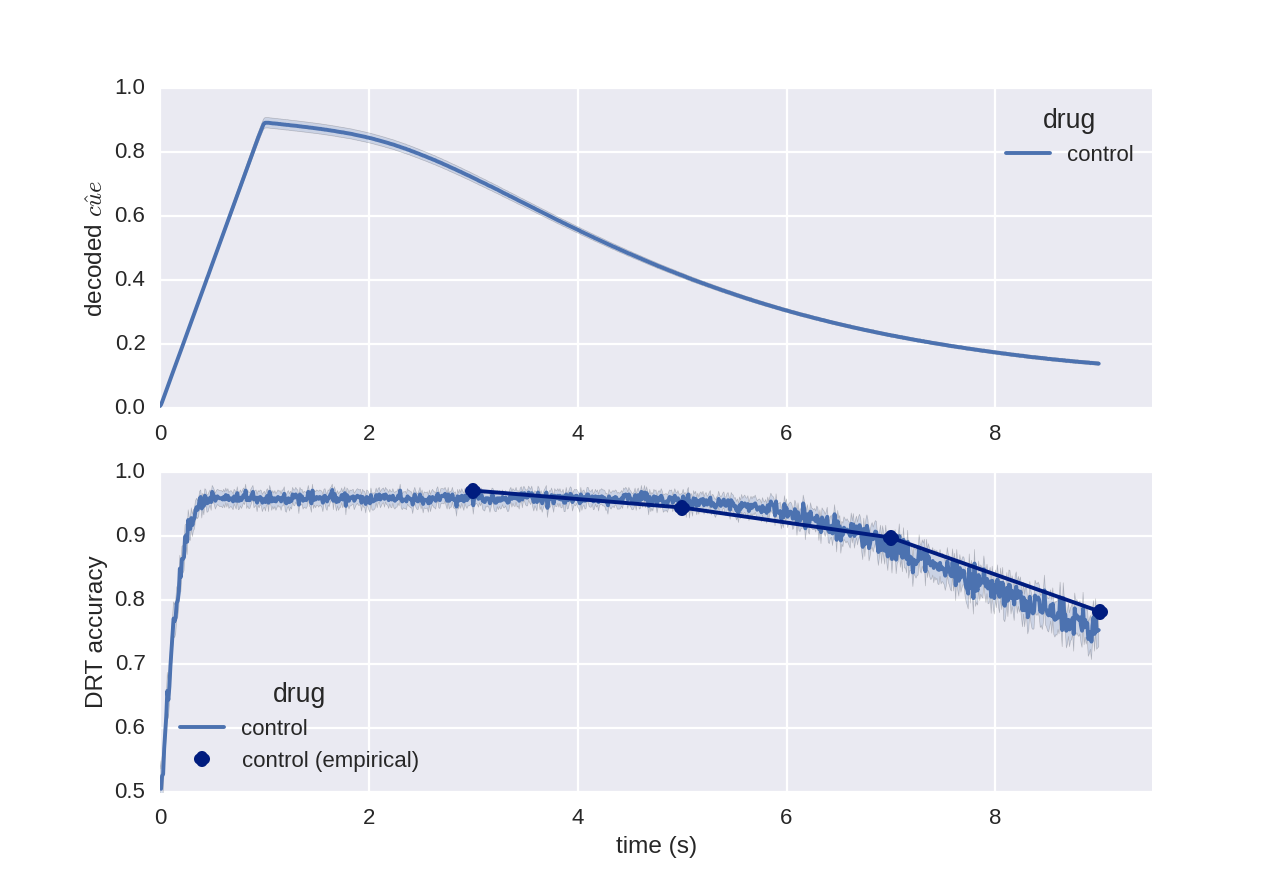 1.0
0.8
0.6
0.4
0.2
0.0
decoded cûe
drug
control
0 2 4 6 8
1.0
0.9
0.8
0.7
0.6
0.5
DRT accuracy
drug
control
control (empirical)
0 2 4 6 8
time (s)